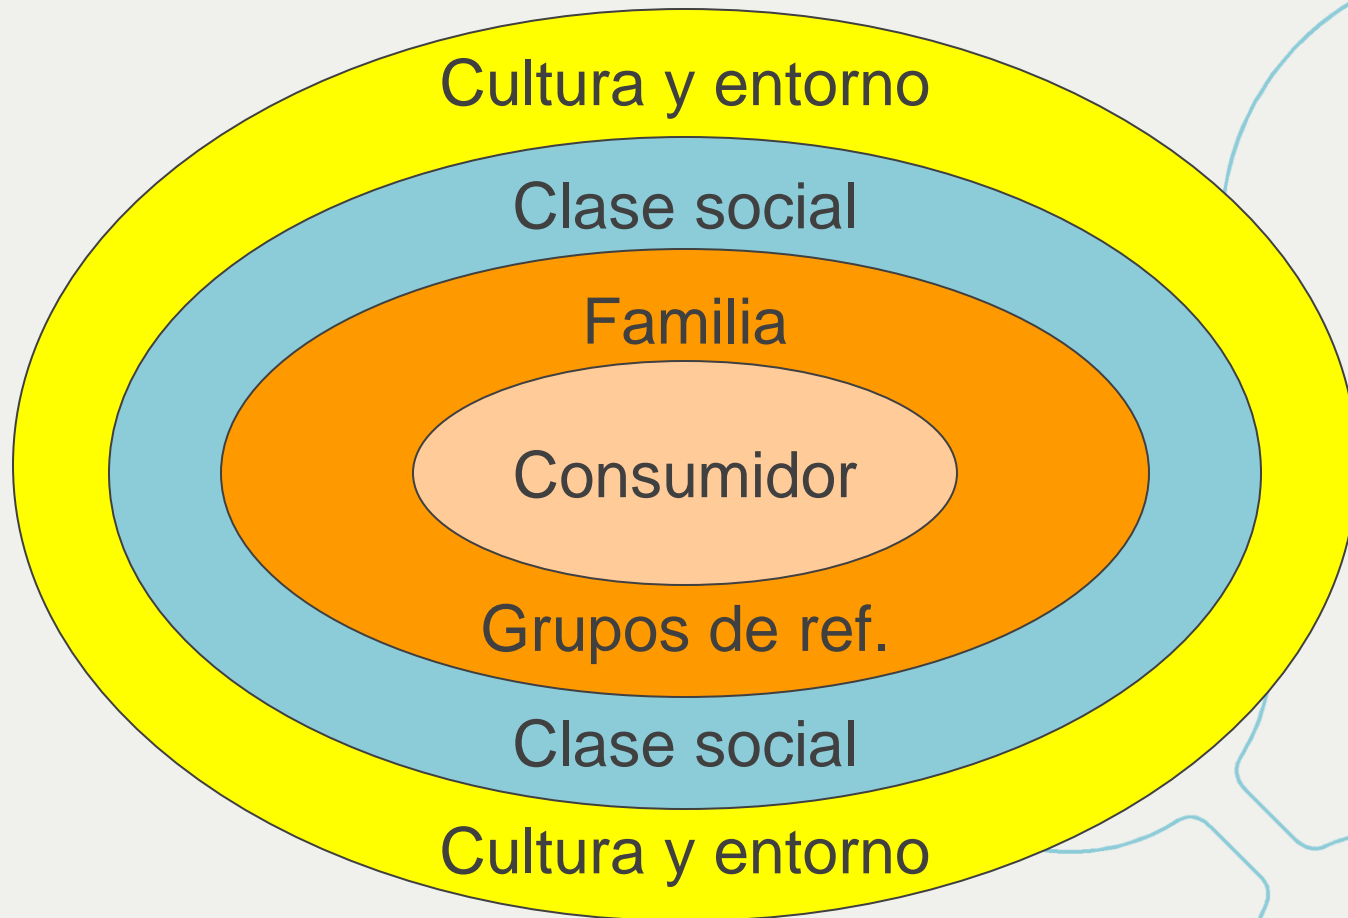 Cultura y entorno
Clase social
Familia
Consumidor
Grupos de ref.
Clase social
Cultura y entorno